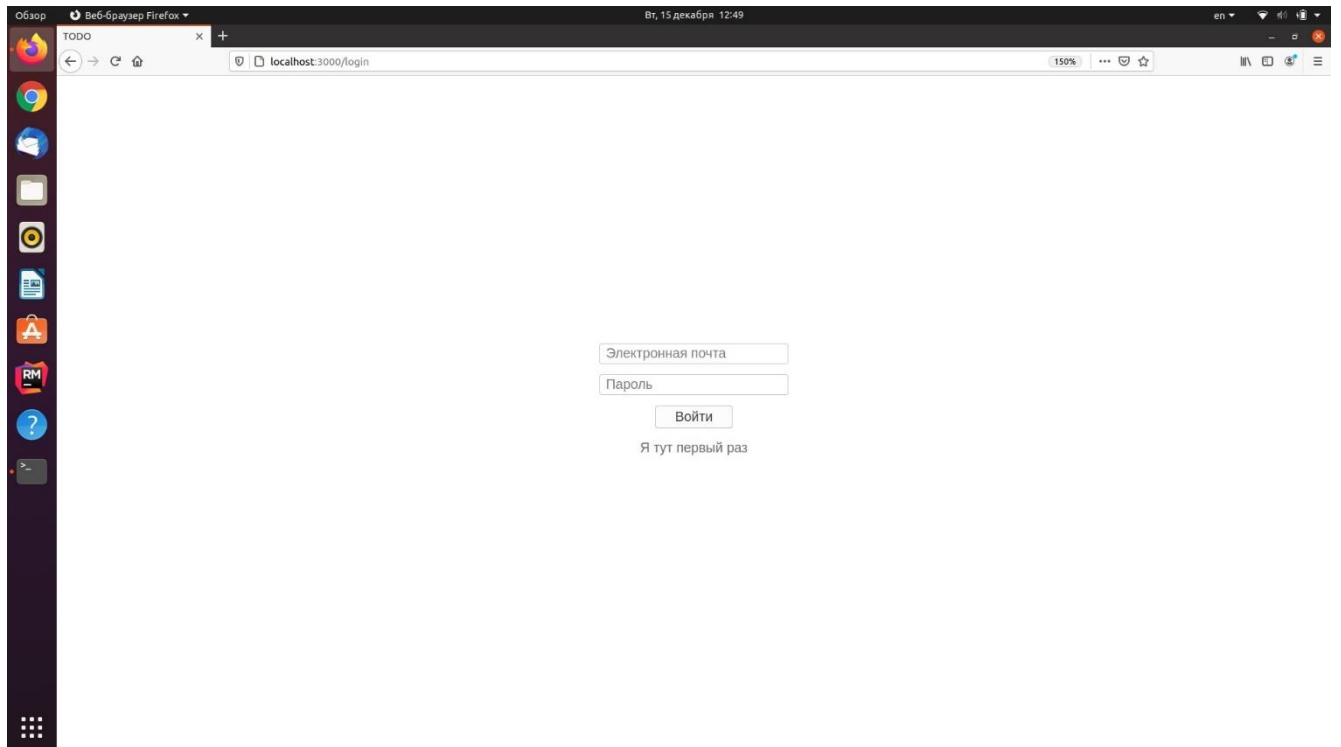 Обзор Веб-браузер Firefox Вт, 15 декабря 12:49 en
TODO
localhost:3000/login 150%
Электронная почта
Пароль
Войти
Я тут первый раз
RM